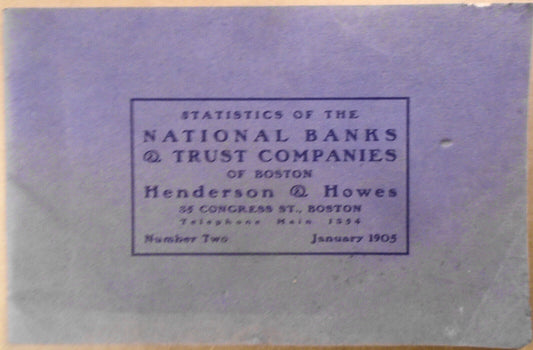 STATISTICS OF THE
NATIONAL BANKS
& TRUST COMPANIES
OF BOSTON
Henderson & Howes
35 CONGRESS ST., BOSTON
Telephone Main 1554
Number Two January 1905